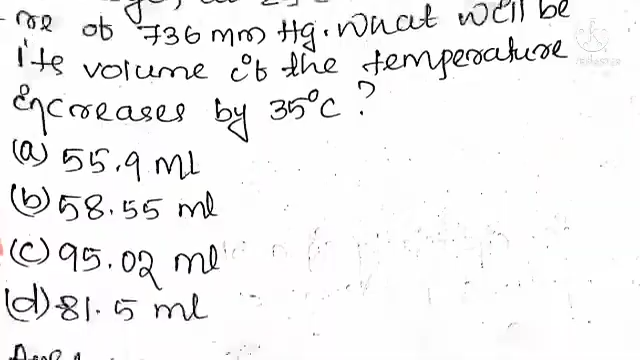 re of 736 mm Hg. What will be
its volume if the temperature
increases by 35°C ?
(a) 55.9 ml
(b) 58.55 ml
(c) 95.02 ml
(d) 81.5 ml